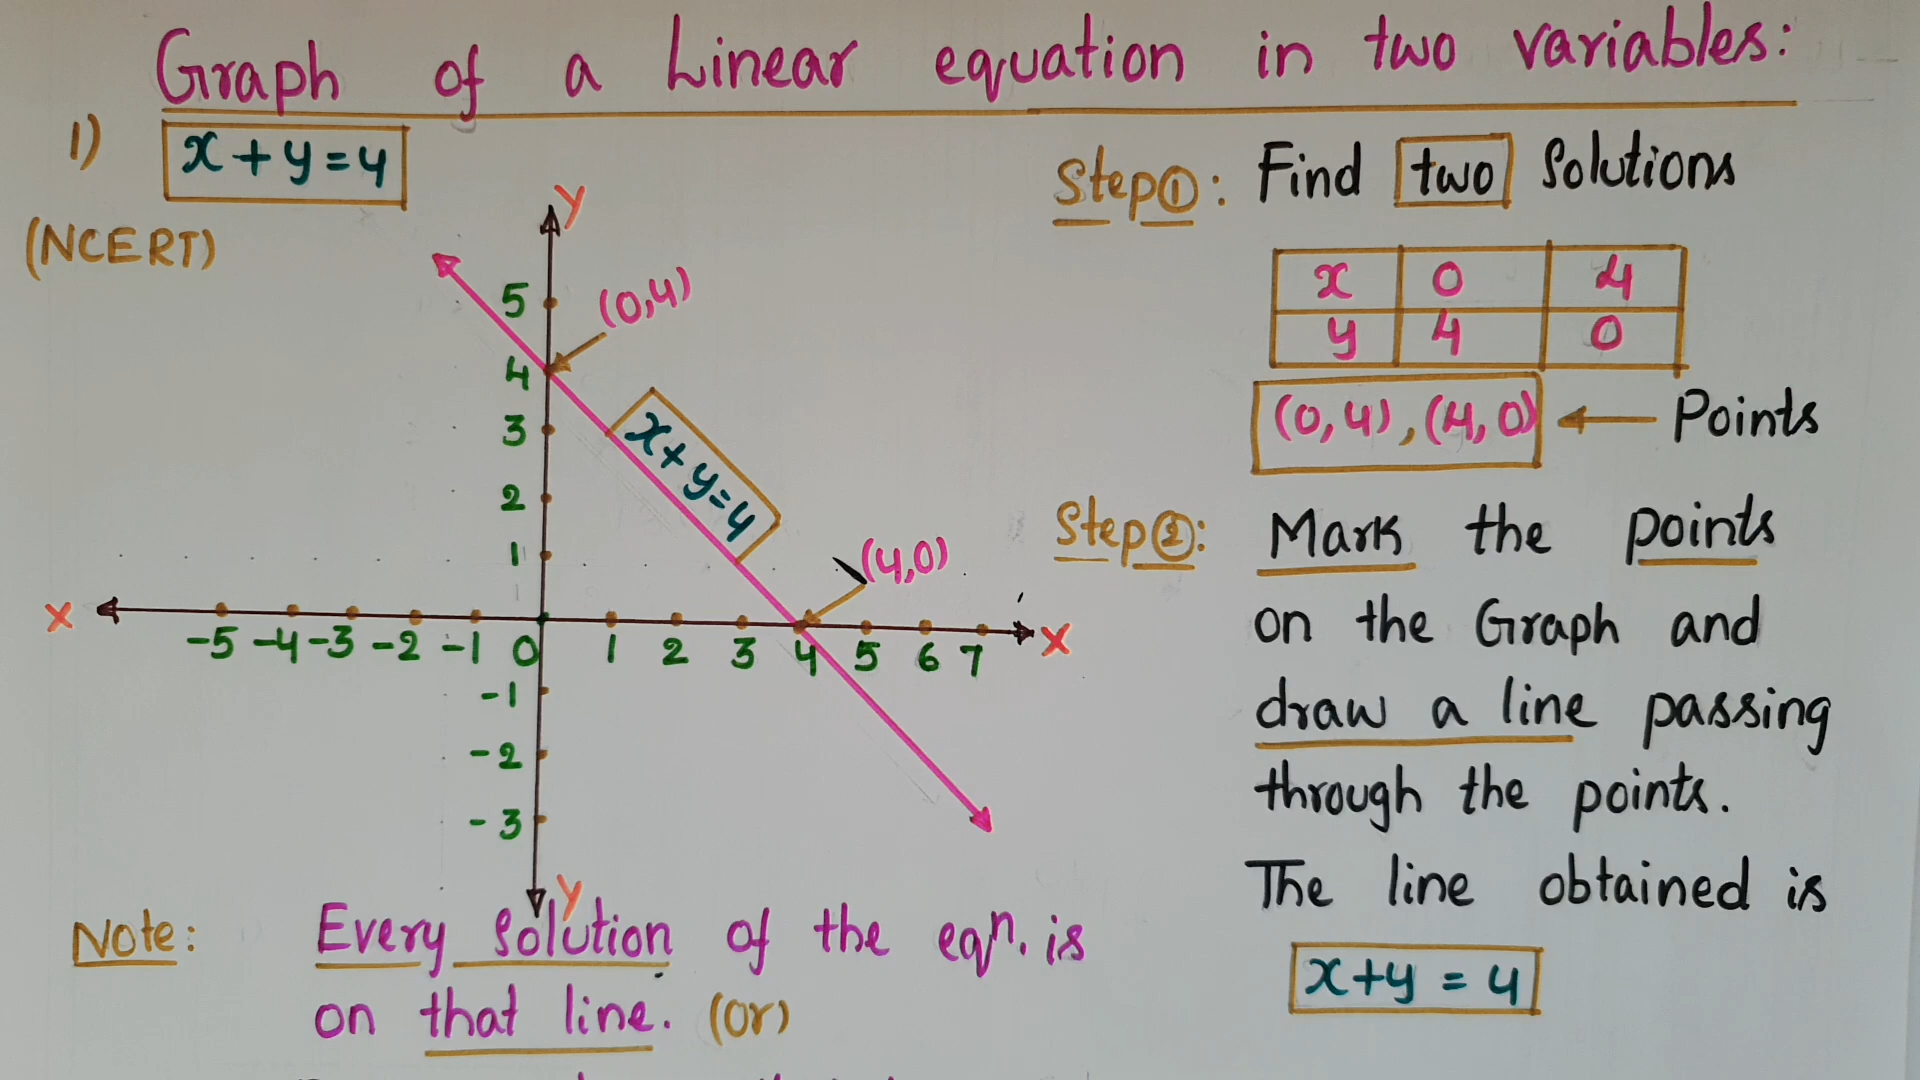 Graph of a Linear equation in two variables:
1) x+y=4
(NCERT)
Y
5
4
3
2
1
(0,4)
x+y=4
(4,0)
X -5 -4 -3 -2 -1 0 1 2 3 4 5 6 7 X
-1
-2
-3
Y
Note: Every solution of the eqn. is
on that line. (or)
Step①: Find two Solutions
x 0 4
y 4 0
(0,4), (4,0) ← Points
Step②: Mark the points
on the Graph and
draw a line passing
through the points.
The line obtained is
x+y = 4